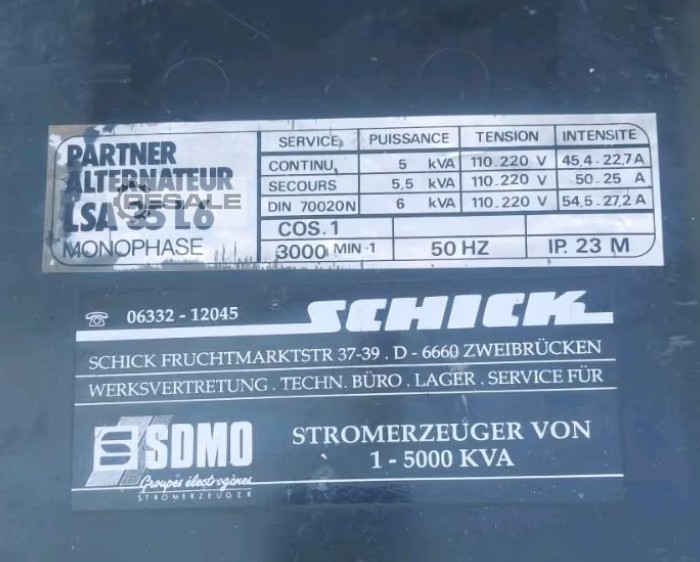 PARTNER
ALTERNATEUR
LSA 35 L6
MONOPHASE
RESALE
SERVICE PUISSANCE TENSION INTENSITE
CONTINU 5 kVA 110.220 V 45,4-22,7A
SECOURS 5,5 kVA 110.220 V 50-25 A
DIN 70020N 6 kVA 110.220 V 54,5-27,2 A
COS.1
3000 MIN-1 50 HZ IP. 23 M
☏ 06332 - 12045 SCHICK
SCHICK FRUCHTMARKTSTR 37-39 . D - 6660 ZWEIBRÜCKEN
WERKSVERTRETUNG . TECHN. BÜRO . LAGER . SERVICE FÜR
SDMO
Groupes électrogènes
STROMERZEUGER
STROMERZEUGER VON
1 - 5000 KVA